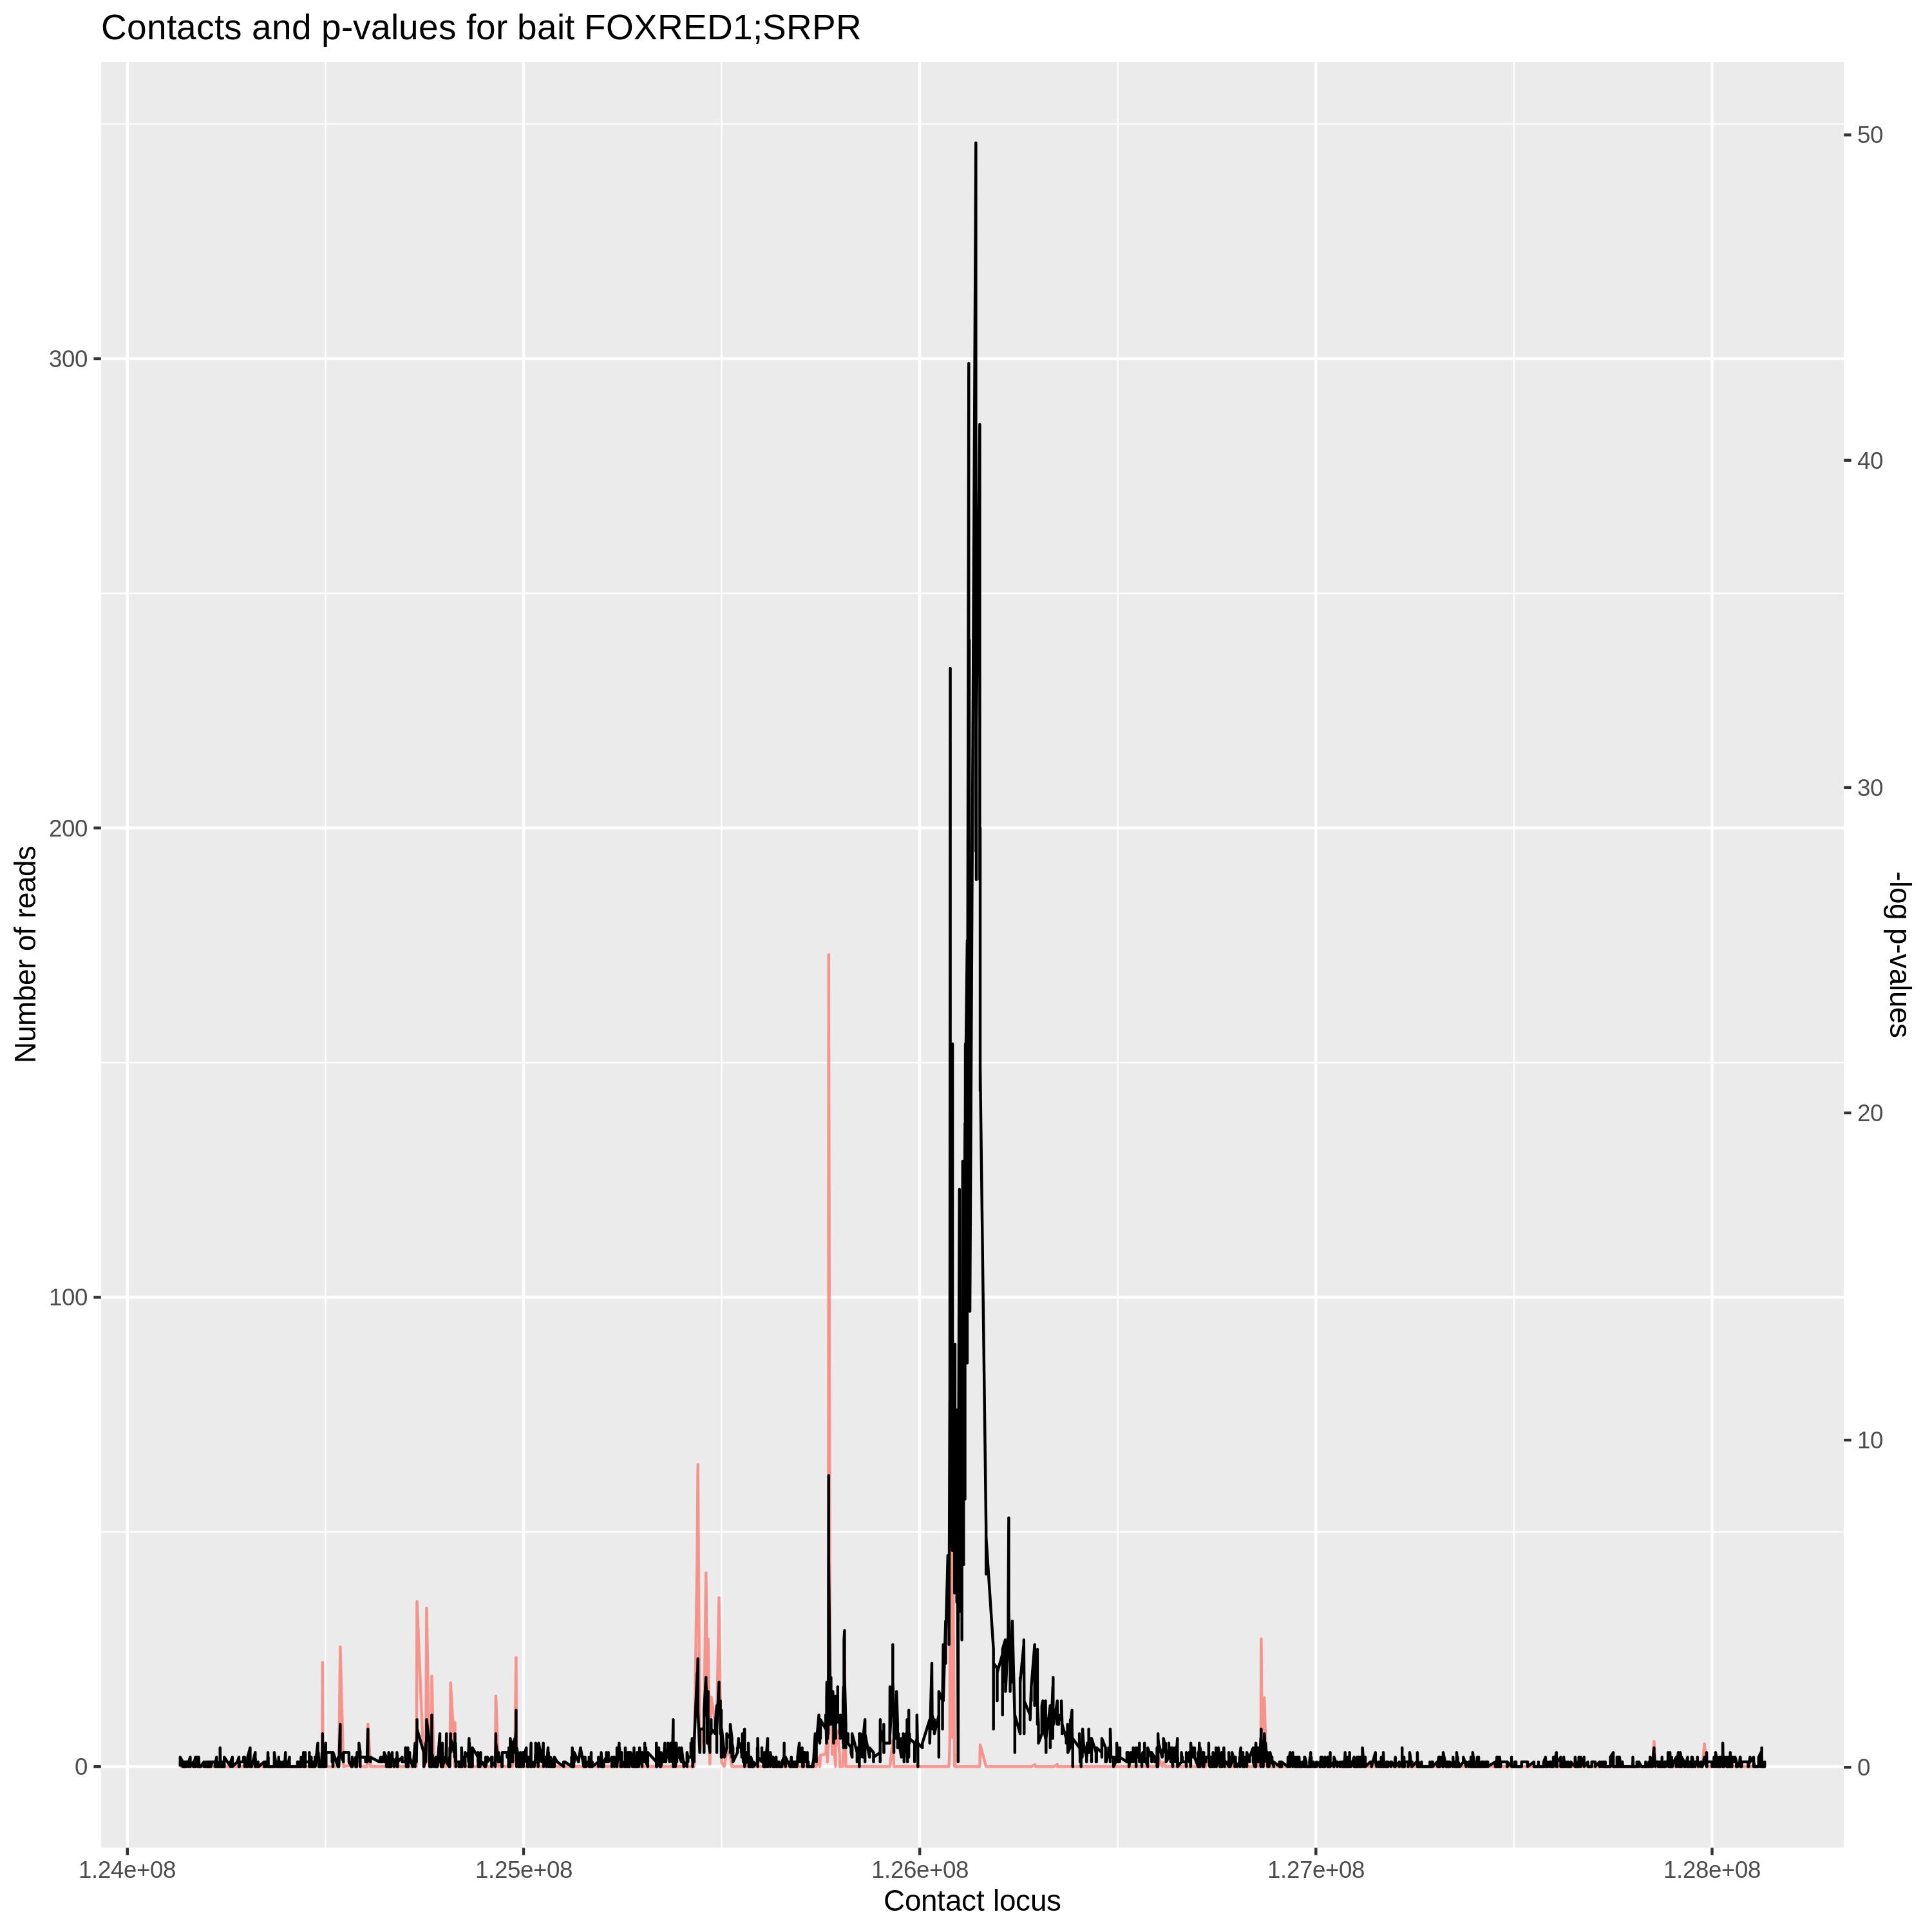 Contacts and p-values for bait FOXRED1;SRPR
300
200
100
0
Number of reads
50
40
30
20
10
0
-log p-values
1.24e+08
1.25e+08
1.26e+08
1.27e+08
1.28e+08
Contact locus